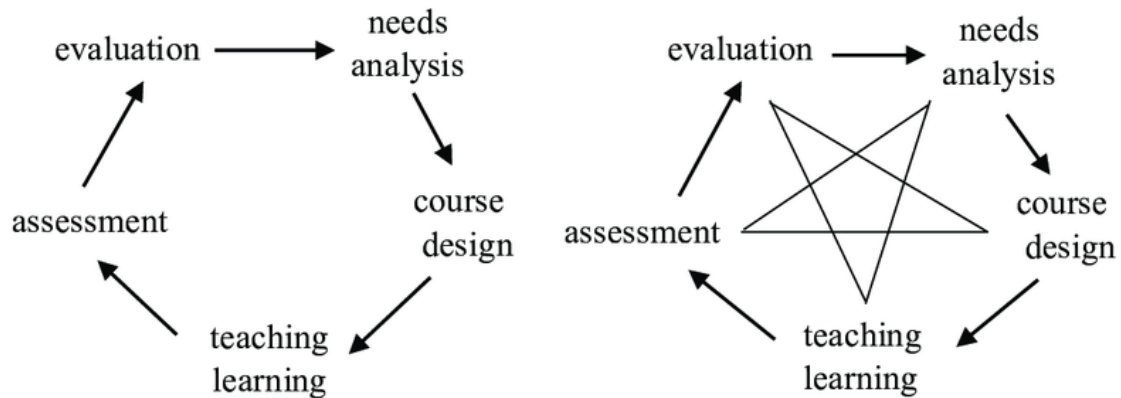 evaluation
needs
analysis
course
design
teaching
learning
assessment
evaluation
needs
analysis
course
design
teaching
learning
assessment